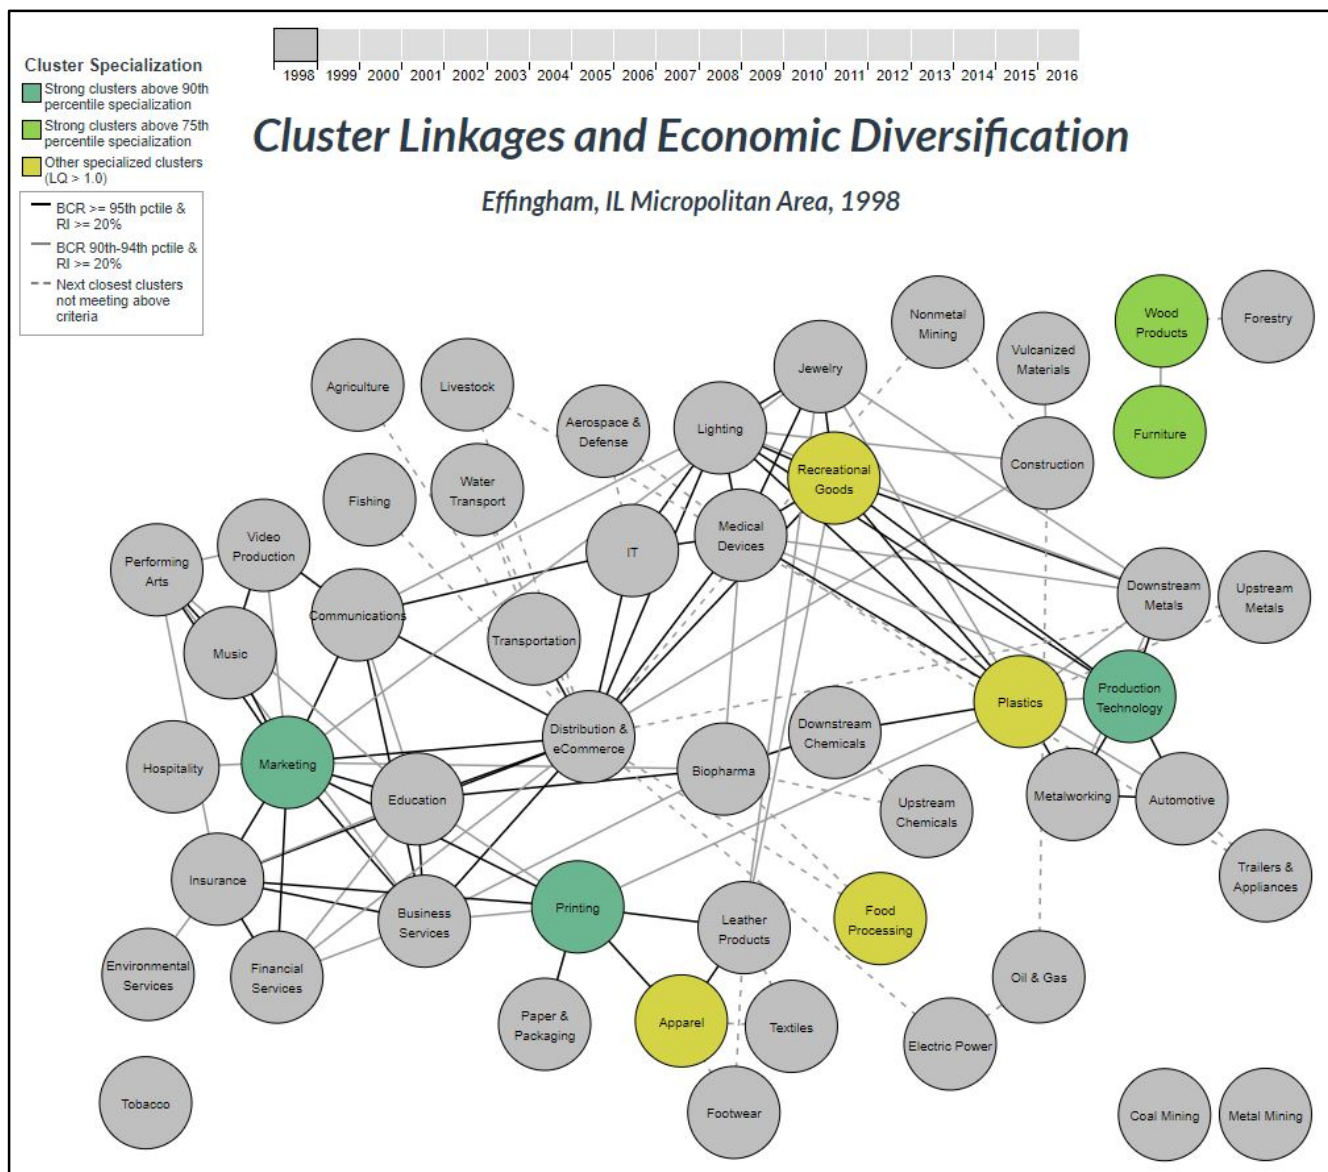 1998 1999 2000 2001 2002 2003 2004 2005 2006 2007 2008 2009 2010 2011 2012 2013 2014 2015 2016
Cluster Specialization
Strong clusters above 90th
percentile specialization
Strong clusters above 75th
percentile specialization
Other specialized clusters
(LQ > 1.0)
BCR >= 95th pctile &
RI >= 20%
BCR 90th-94th pctile &
RI >= 20%
Next closest clusters
not meeting above
criteria
Cluster Linkages and Economic Diversification
Effingham, IL Micropolitan Area, 1998
Nonmetal
Mining
Wood
Products
Forestry
Vulcanized
Materials
Jewelry
Agriculture
Livestock
Aerospace &
Defense
Lighting
Furniture
Recreational
Goods
Construction
Water
Transport
Fishing
Video
Production
Medical
Devices
IT
Performing
Arts
Downstream
Metals
Upstream
Metals
Communications
Transportation
Music
Plastics
Production
Technology
Distribution &
eCommerce
Downstream
Chemicals
Marketing
Hospitality
Biopharma
Education
Metalworking
Automotive
Upstream
Chemicals
Trailers &
Appliances
Insurance
Printing
Business
Services
Leather
Products
Food
Processing
Environmental
Services
Financial
Services
Oil & Gas
Paper &
Packaging
Apparel
Textiles
Electric Power
Tobacco
Footwear
Coal Mining
Metal Mining